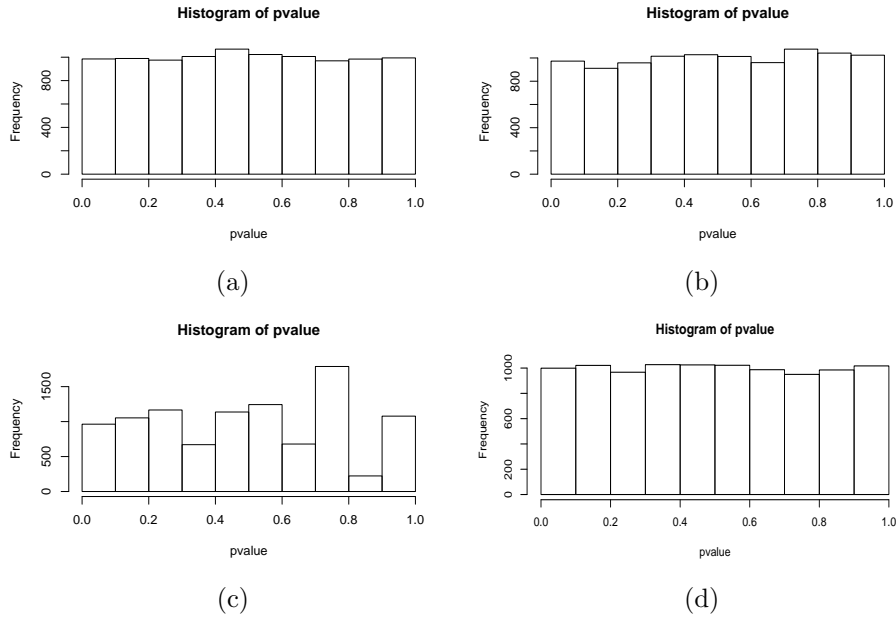 Histogram of pvalue
Frequency
0 400 800
0.0 0.2 0.4 0.6 0.8 1.0
pvalue
(a)
Histogram of pvalue
Frequency
0 400 800
0.0 0.2 0.4 0.6 0.8 1.0
pvalue
(b)
Histogram of pvalue
Frequency
0 500 1500
0.0 0.2 0.4 0.6 0.8 1.0
pvalue
(c)
Histogram of pvalue
Frequency
0 200 600 1000
0.0 0.2 0.4 0.6 0.8 1.0
pvalue
(d)